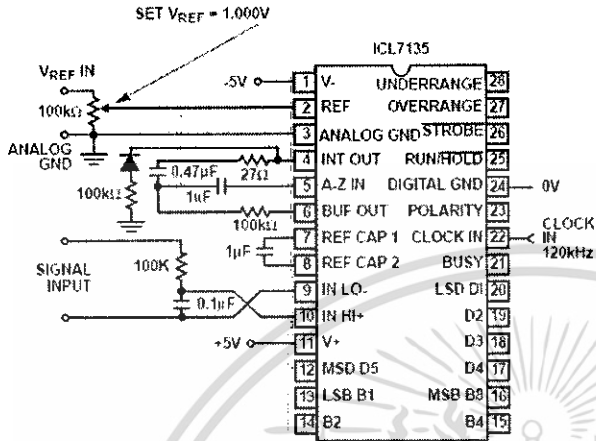 SET VREF = 1.000V
ICL7135
VREF IN
100kΩ
ANALOG
GND
-5V
0.47µF
27Ω
1µF
100kΩ
100kΩ
1µF
SIGNAL
INPUT
100K
0.1µF
+5V
1 V-
2 REF
3 ANALOG GND
4 INT OUT
5 A-Z IN
6 BUF OUT
7 REF CAP 1
8 REF CAP 2
9 IN LO-
10 IN HI+
11 V+
12 MSD D5
13 LSB B1
14 B2
UNDERRANGE 28
OVERRANGE 27
STROBE 26
RUN/HOLD 25
DIGITAL GND 24
POLARITY 23
CLOCK IN 22
BUSY 21
LSD DI 20
D2 19
D3 18
D4 17
MSB B8 16
B4 15
0V
CLOCK
IN
120kHz